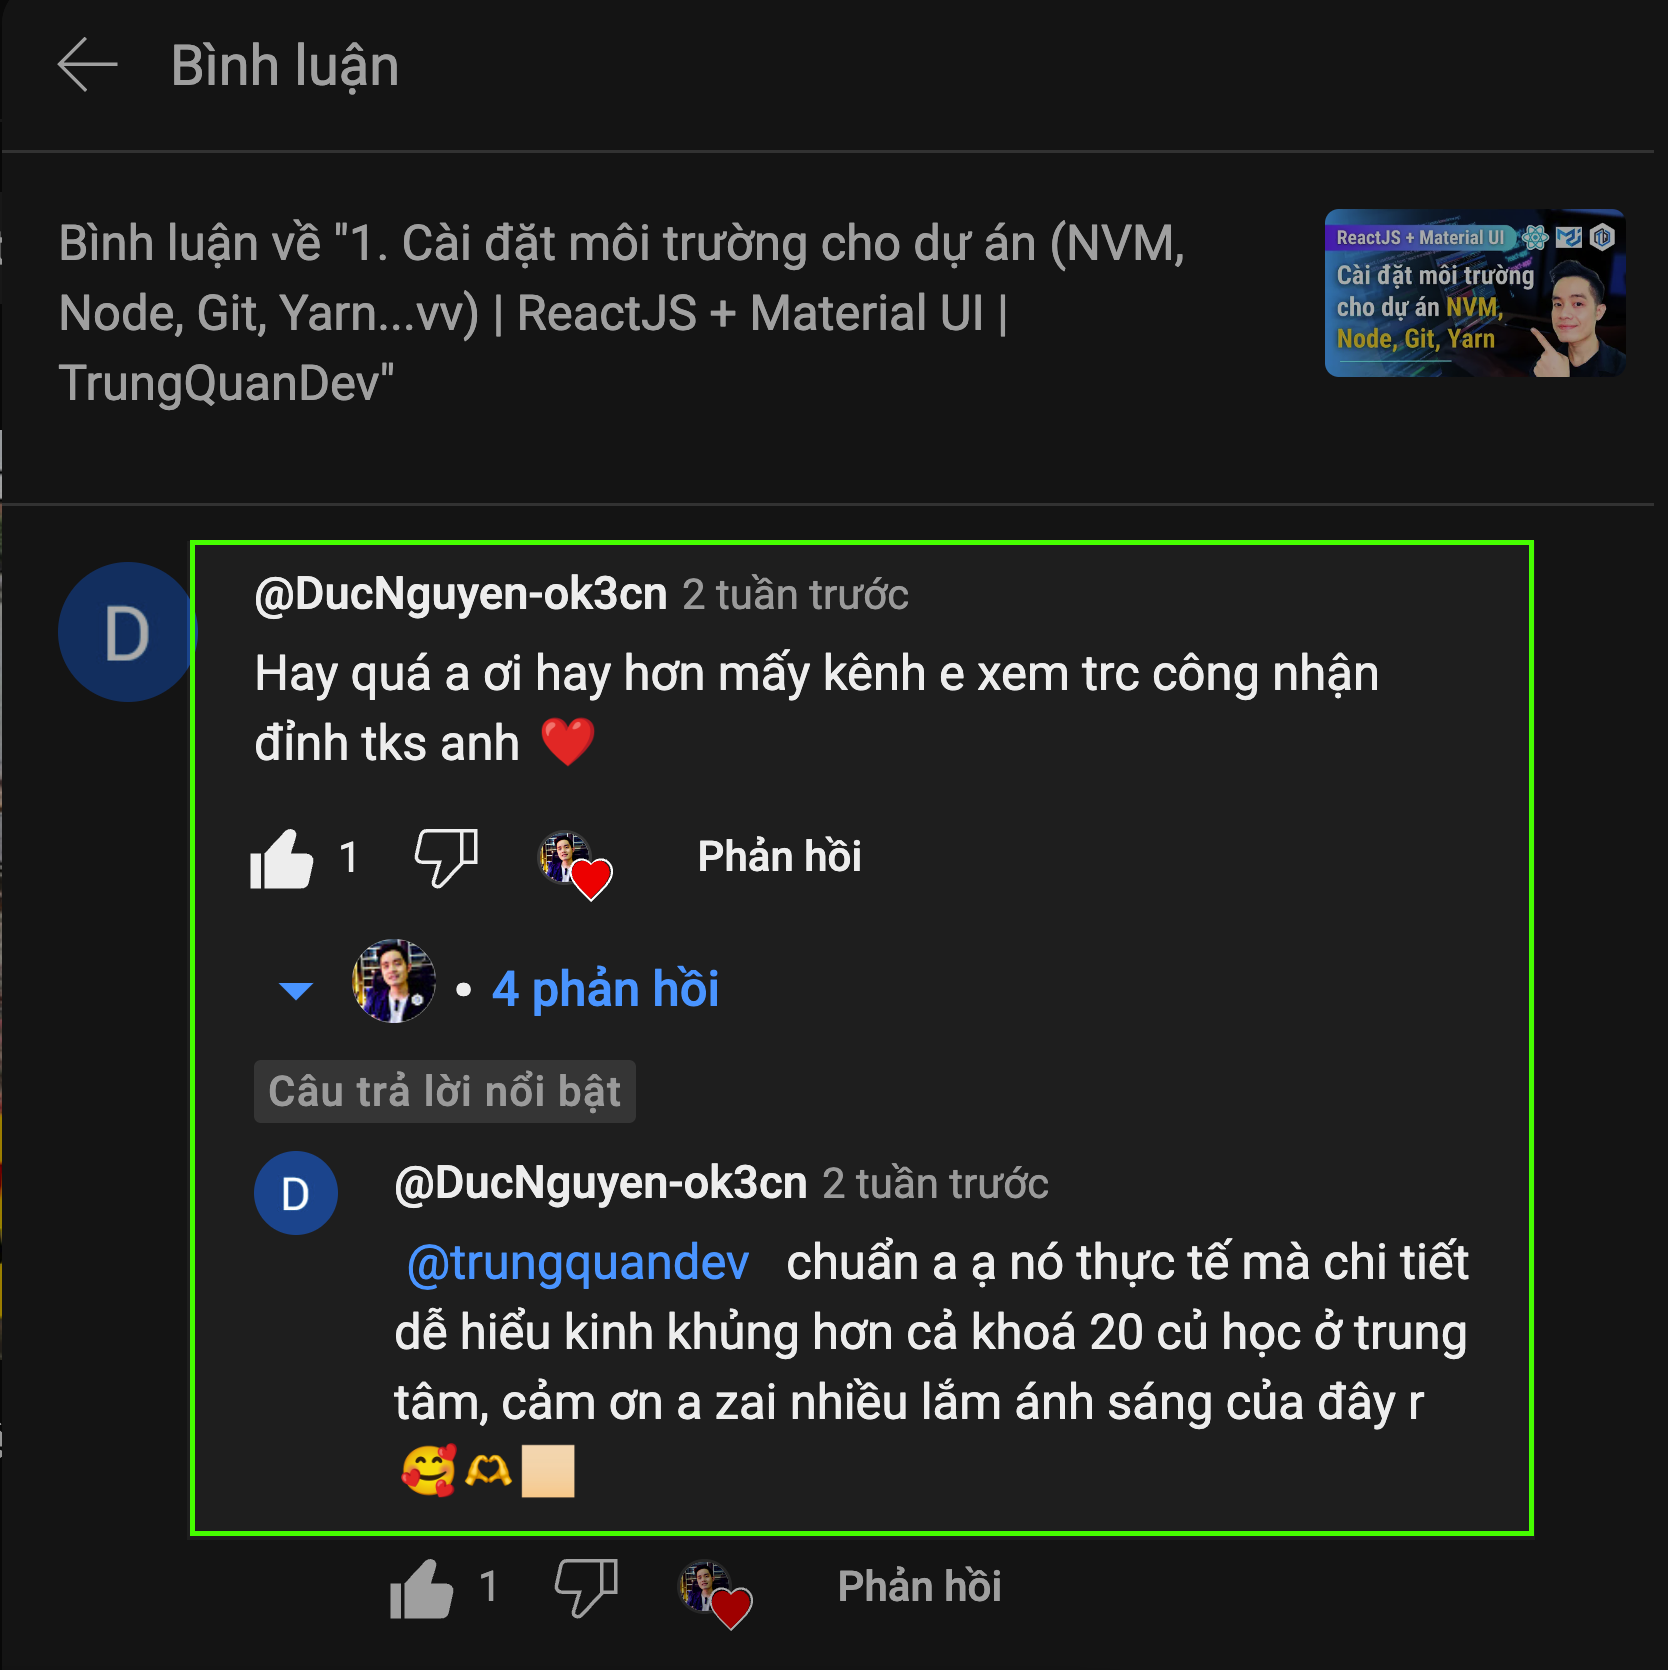 Bình luận
Bình luận về "1. Cài đặt môi trường cho dự án (NVM,
Node, Git, Yarn...vv) | ReactJS + Material UI |
TrungQuanDev"
ReactJS + Material UI
Cài đặt môi trường
cho dự án NVM,
Node, Git, Yarn
D
@DucNguyen-ok3cn 2 tuần trước
Hay quá a ơi hay hơn mấy kênh e xem trc công nhận
đỉnh tks anh ❤️
1 Phản hồi
• 4 phản hồi
Câu trả lời nổi bật
D
@DucNguyen-ok3cn 2 tuần trước
@trungquandev chuẩn a ạ nó thực tế mà chi tiết
dễ hiểu kinh khủng hơn cả khoá 20 củ học ở trung
tâm, cảm ơn a zai nhiều lắm ánh sáng của đây r
🥰🫶🏻
1 Phản hồi